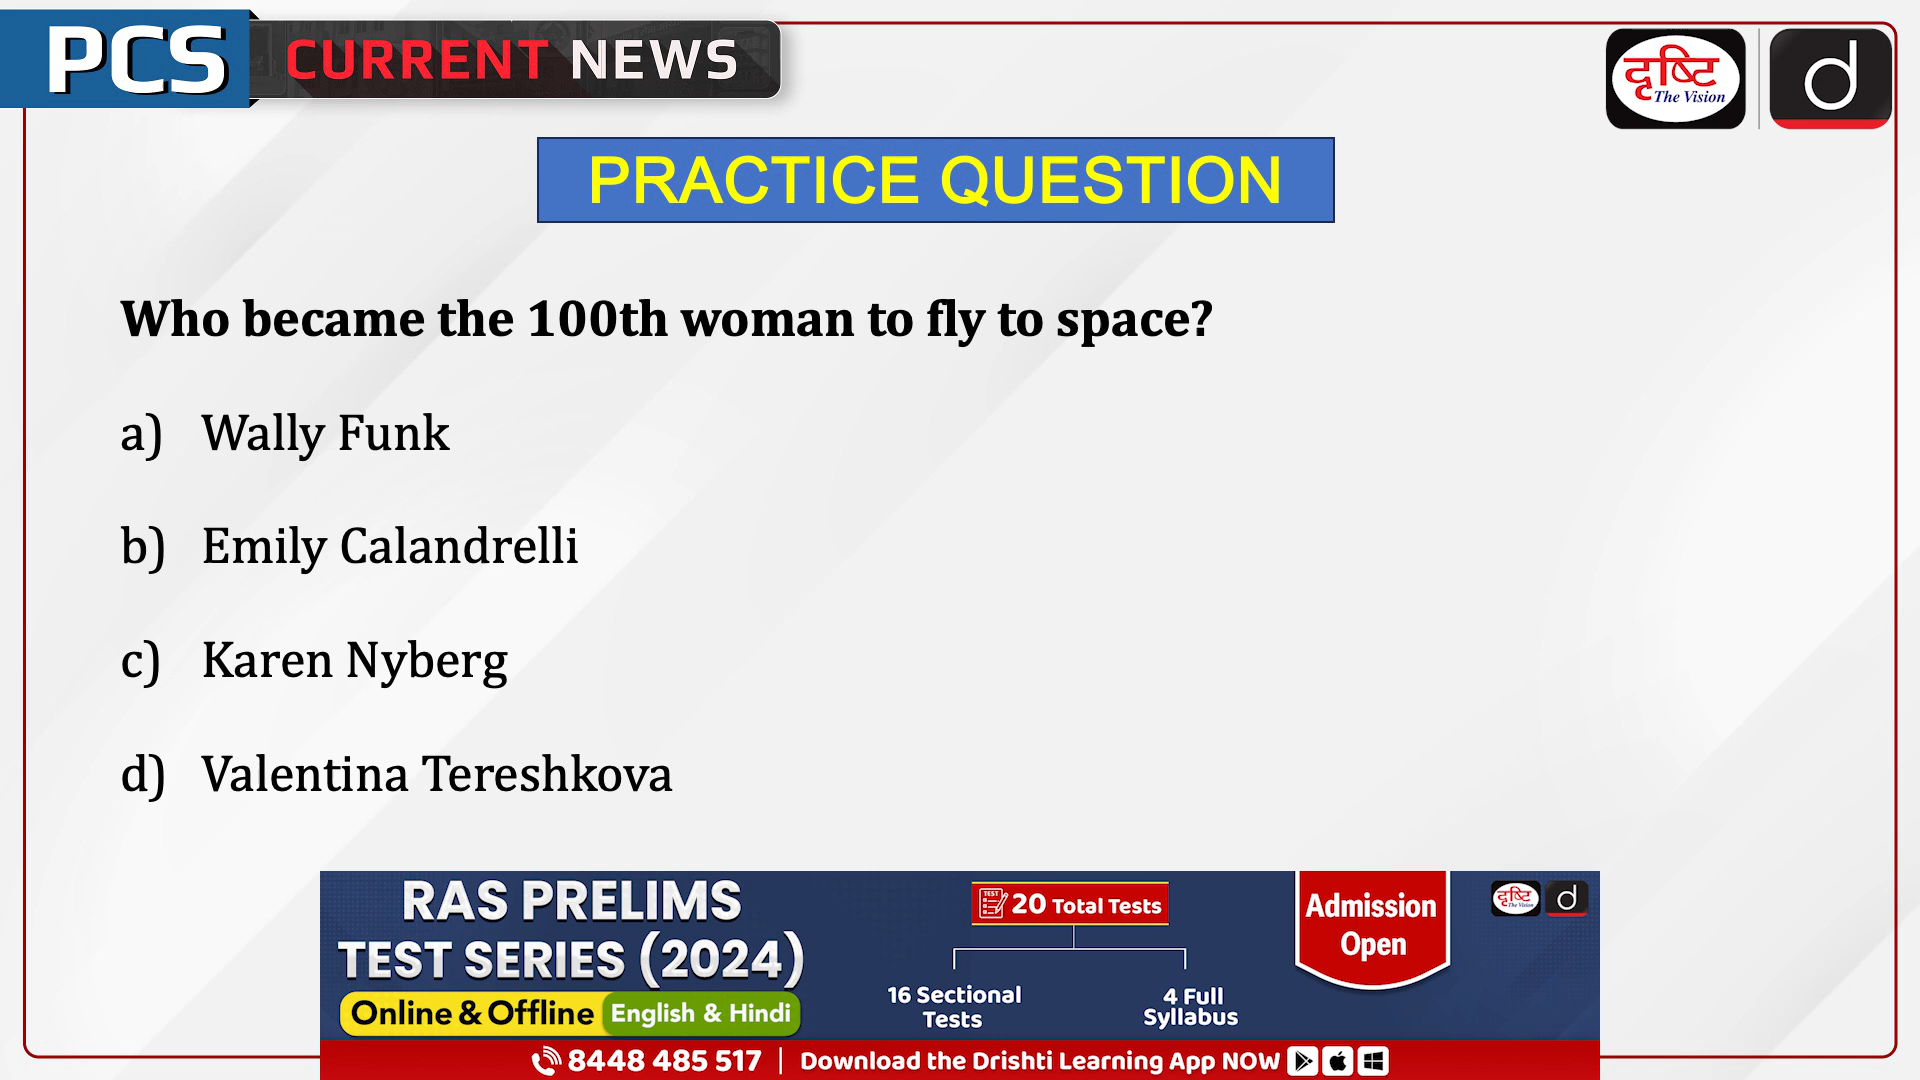 PCS CURRENT NEWS
दृष्टि
The Vision
d
PRACTICE QUESTION
Who became the 100th woman to fly to space?
a) Wally Funk
b) Emily Calandrelli
c) Karen Nyberg
d) Valentina Tereshkova
RAS PRELIMS
TEST SERIES (2024)
Online & Offline English & Hindi
TEST
20 Total Tests
16 Sectional
Tests
4 Full
Syllabus
Admission
Open
दृष्टि
The Vision
d
8448 485 517 | Download the Drishti Learning App NOW